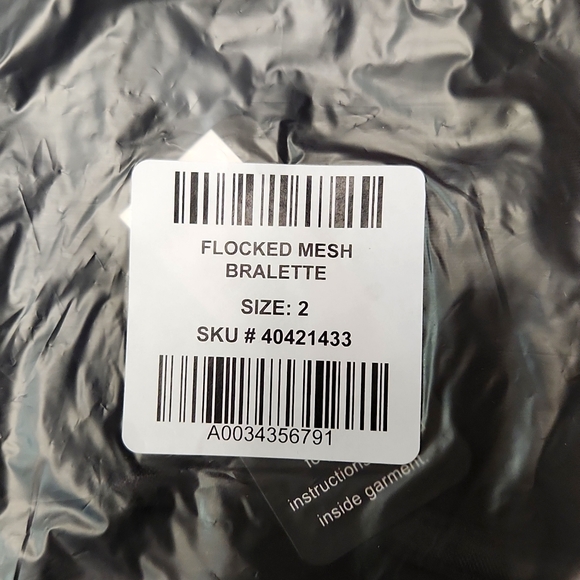 FLOCKED MESH
BRALETTE
SIZE: 2
SKU # 40421433
A0034356791
instructions
inside garment